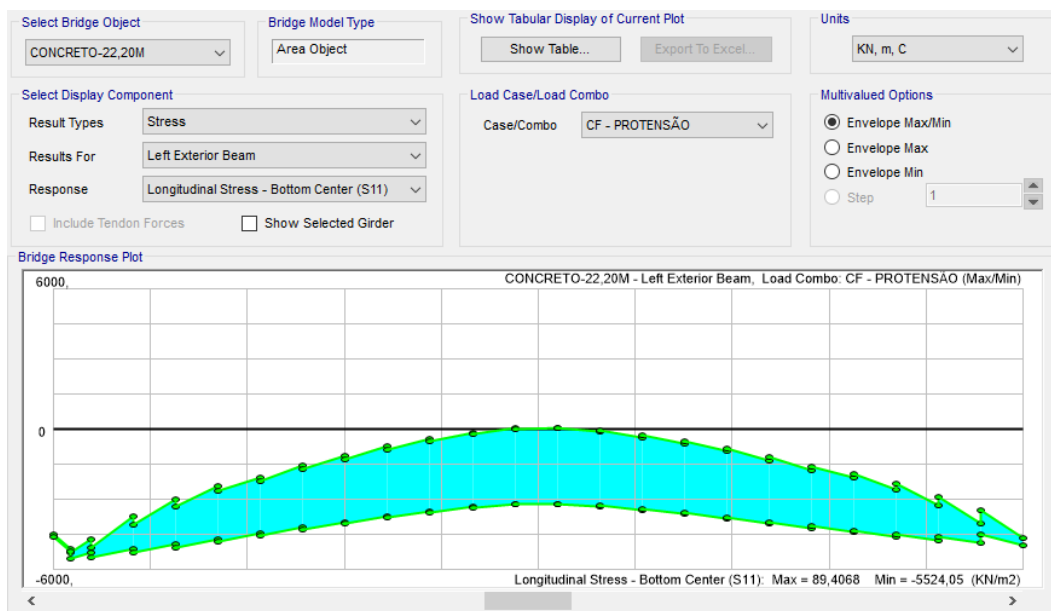 Select Bridge Object
CONCRETO-22,20M
Bridge Model Type
Area Object
Show Tabular Display of Current Plot
Show Table...
Export To Excel...
Units
KN, m, C
Select Display Component
Result Types
Stress
Results For
Left Exterior Beam
Response
Longitudinal Stress - Bottom Center (S11)
Include Tendon Forces
Show Selected Girder
Load Case/Load Combo
Case/Combo
CF - PROTENSÃO
Multivalued Options
Envelope Max/Min
Envelope Max
Envelope Min
Step
1
Bridge Response Plot
6000,
CONCRETO-22,20M - Left Exterior Beam, Load Combo: CF - PROTENSÃO (Max/Min)
0
-6000,
Longitudinal Stress - Bottom Center (S11): Max = 89,4068 Min = -5524,05 (KN/m2)